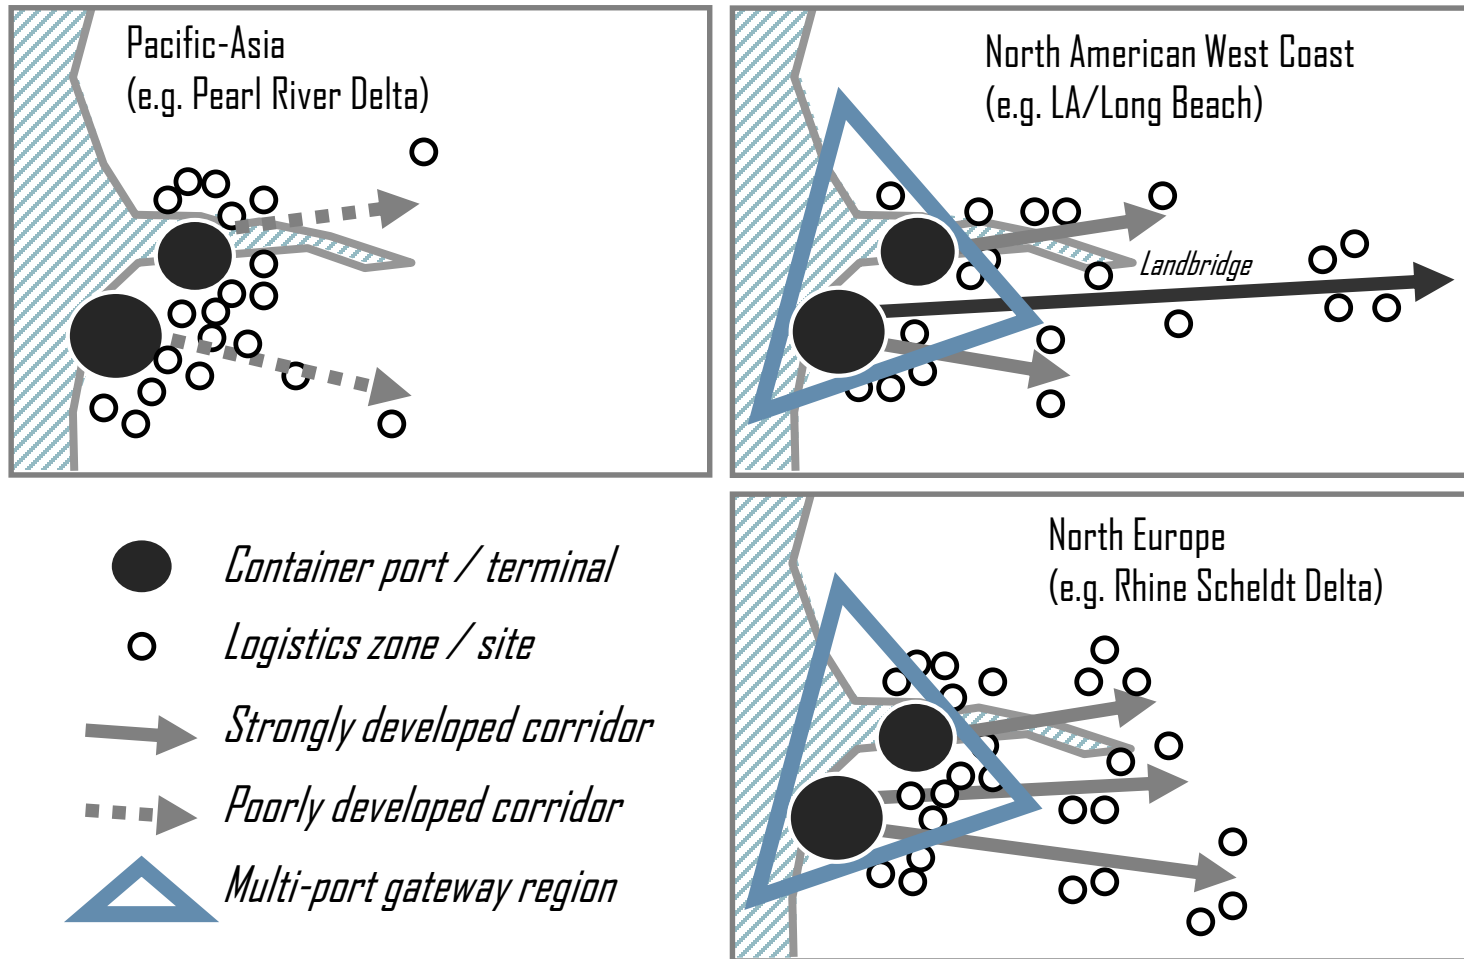 Pacific-Asia
(e.g. Pearl River Delta)
North American West Coast
(e.g. LA/Long Beach)
Landbridge
North Europe
(e.g. Rhine Scheldt Delta)
Container port / terminal
Logistics zone / site
Strongly developed corridor
Poorly developed corridor
Multi-port gateway region